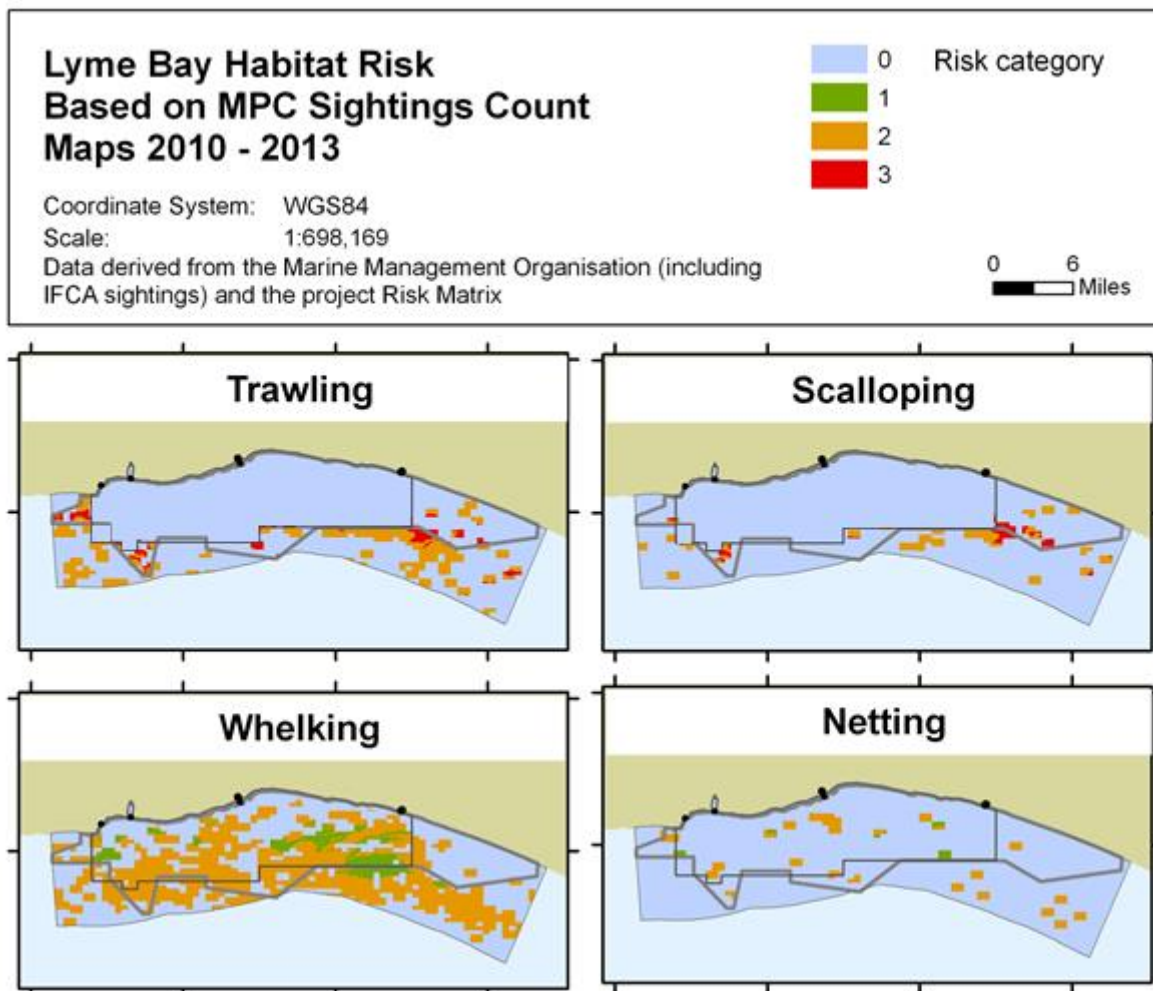 Lyme Bay Habitat Risk
Based on MPC Sightings Count
Maps 2010 - 2013
Coordinate System: WGS84
Scale: 1:698,169
Data derived from the Marine Management Organisation (including
IFCA sightings) and the project Risk Matrix
0 Risk category
1
2
3
0 6
Miles
Trawling
Scalloping
Whelking
Netting